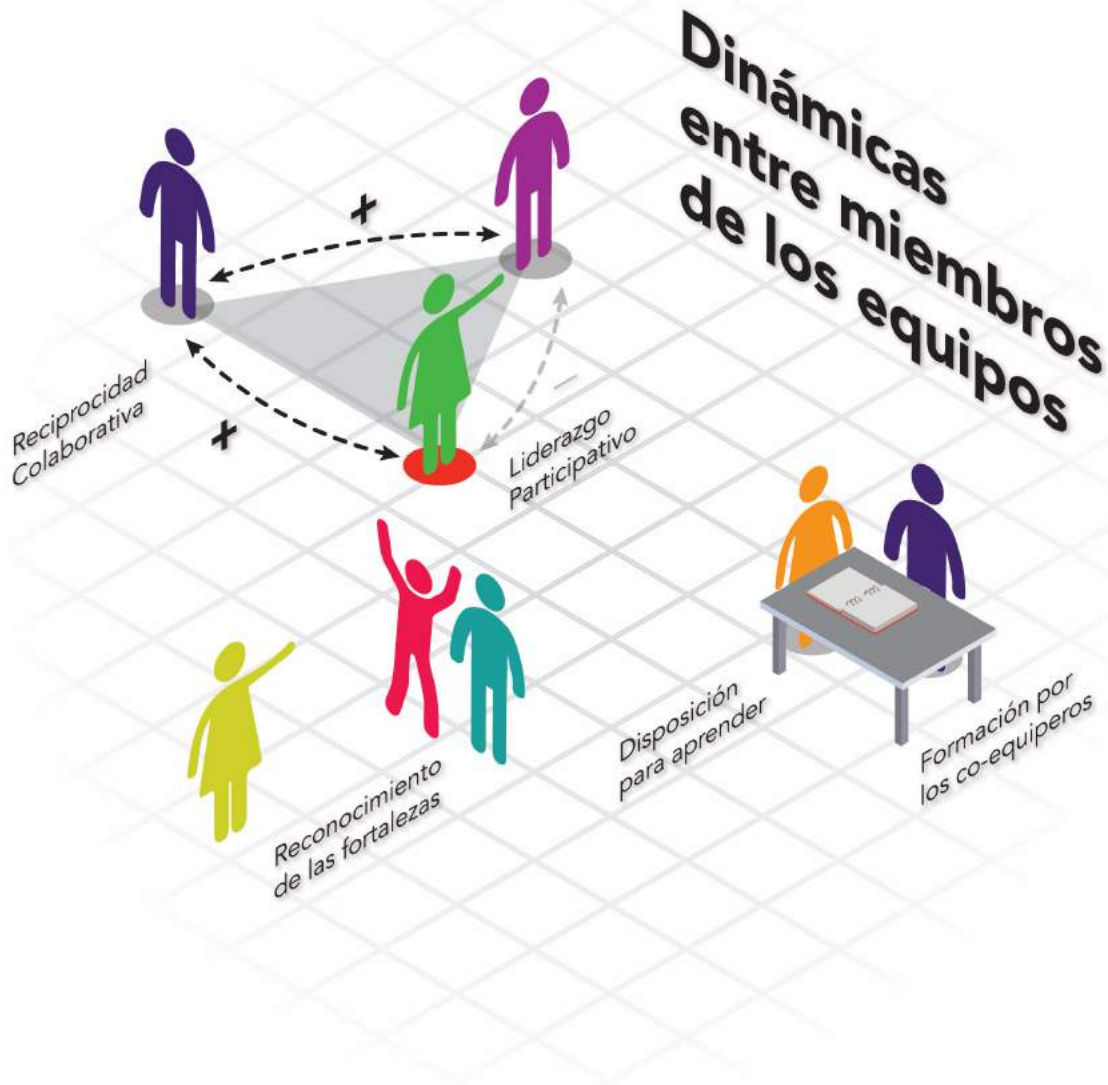 Dinámicas
entre miembros
de los equipos
+
+
–
Reciprocidad
Colaborativa
Liderazgo
Participativo
Reconocimiento
de las fortalezas
Disposición
para aprender
Formación por
los co-equiperos